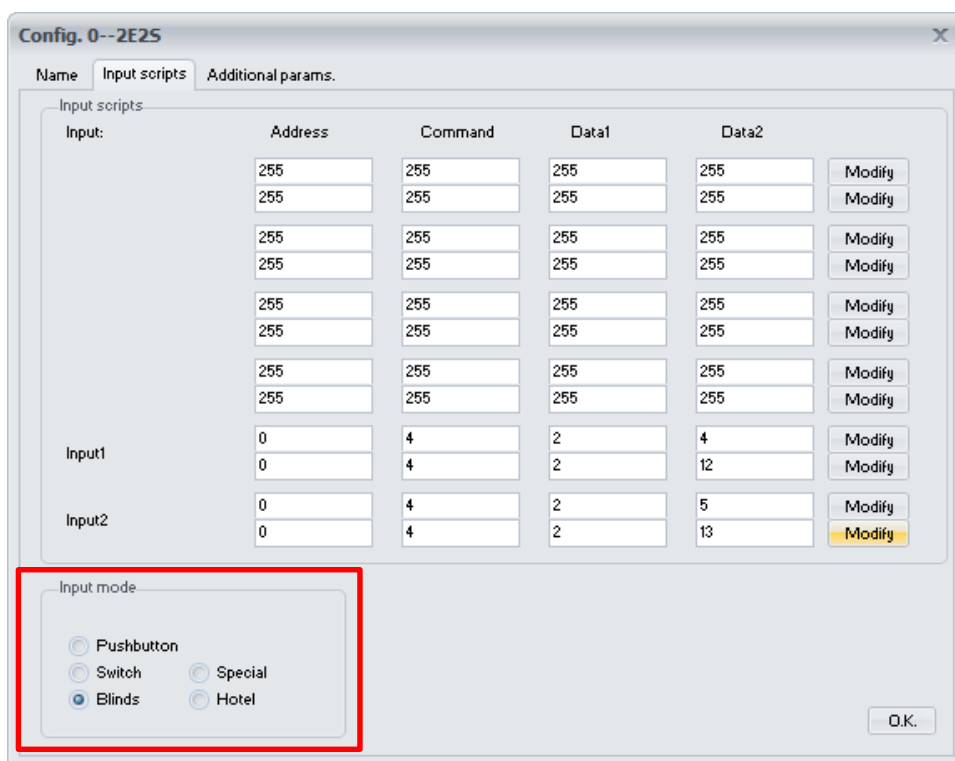 Config. 0--2E2S X
Name Input scripts Additional params.
Input scripts
Input: Address Command Data1 Data2
255 255 255 255 Modify
255 255 255 255 Modify
255 255 255 255 Modify
255 255 255 255 Modify
255 255 255 255 Modify
255 255 255 255 Modify
255 255 255 255 Modify
255 255 255 255 Modify
0 4 2 4 Modify
Input1
0 4 2 12 Modify
0 4 2 5 Modify
Input2
0 4 2 13 Modify
Input mode
Pushbutton
Switch Special
Blinds Hotel
O.K.